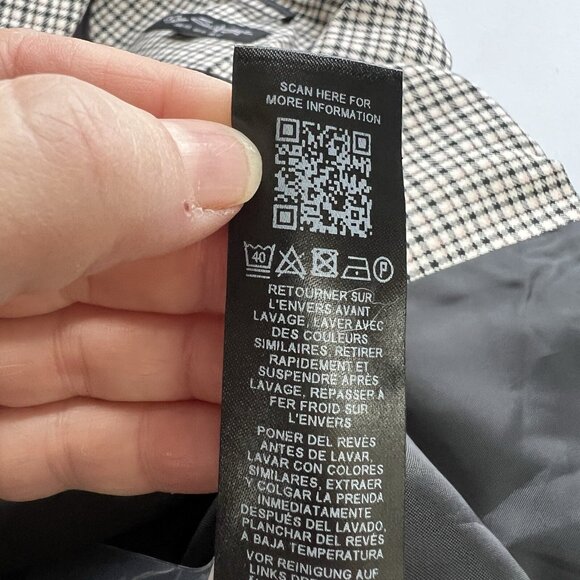 SCAN HERE FOR
MORE INFORMATION
40
P
RETOURNER SUR
L'ENVERS AVANT
LAVAGE, LAVER AVEC
DES COULEURS
SIMILAIRES, RETIRER
RAPIDEMENT ET
SUSPENDRE APRÈS
LAVAGE, REPASSER À
FER FROID SUR
L'ENVERS
PONER DEL REVÉS
ANTES DE LAVAR,
LAVAR CON COLORES
SIMILARES, EXTRAER
Y COLGAR LA PRENDA
INMEDIATAMENTE
DESPUÉS DEL LAVADO,
PLANCHAR DEL REVÉS
A BAJA TEMPERATURA
VOR REINIGUNG AUF